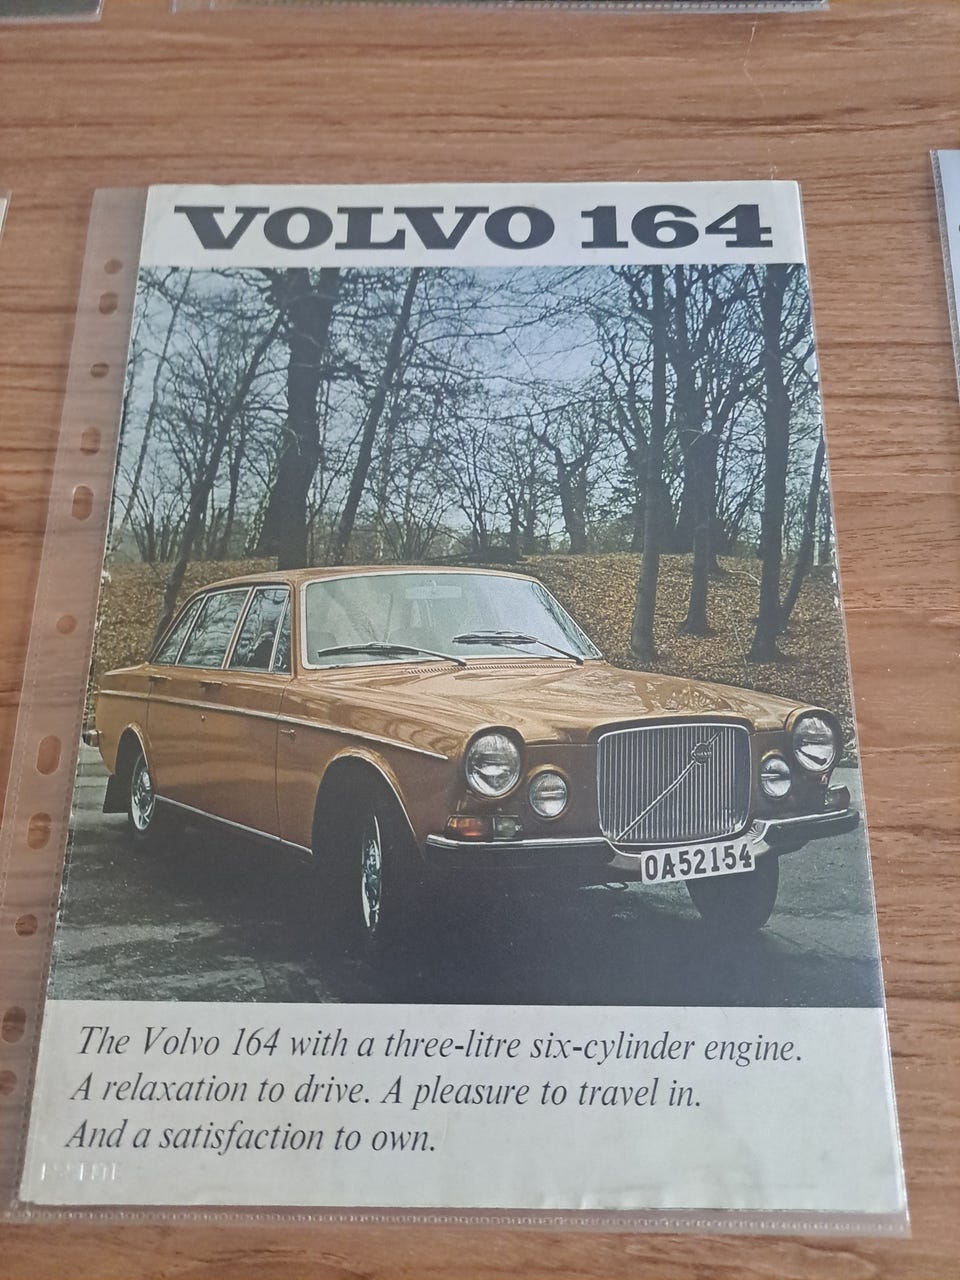 VOLVO 164
OA52154
The Volvo 164 with a three-litre six-cylinder engine.
A relaxation to drive. A pleasure to travel in.
And a satisfaction to own.